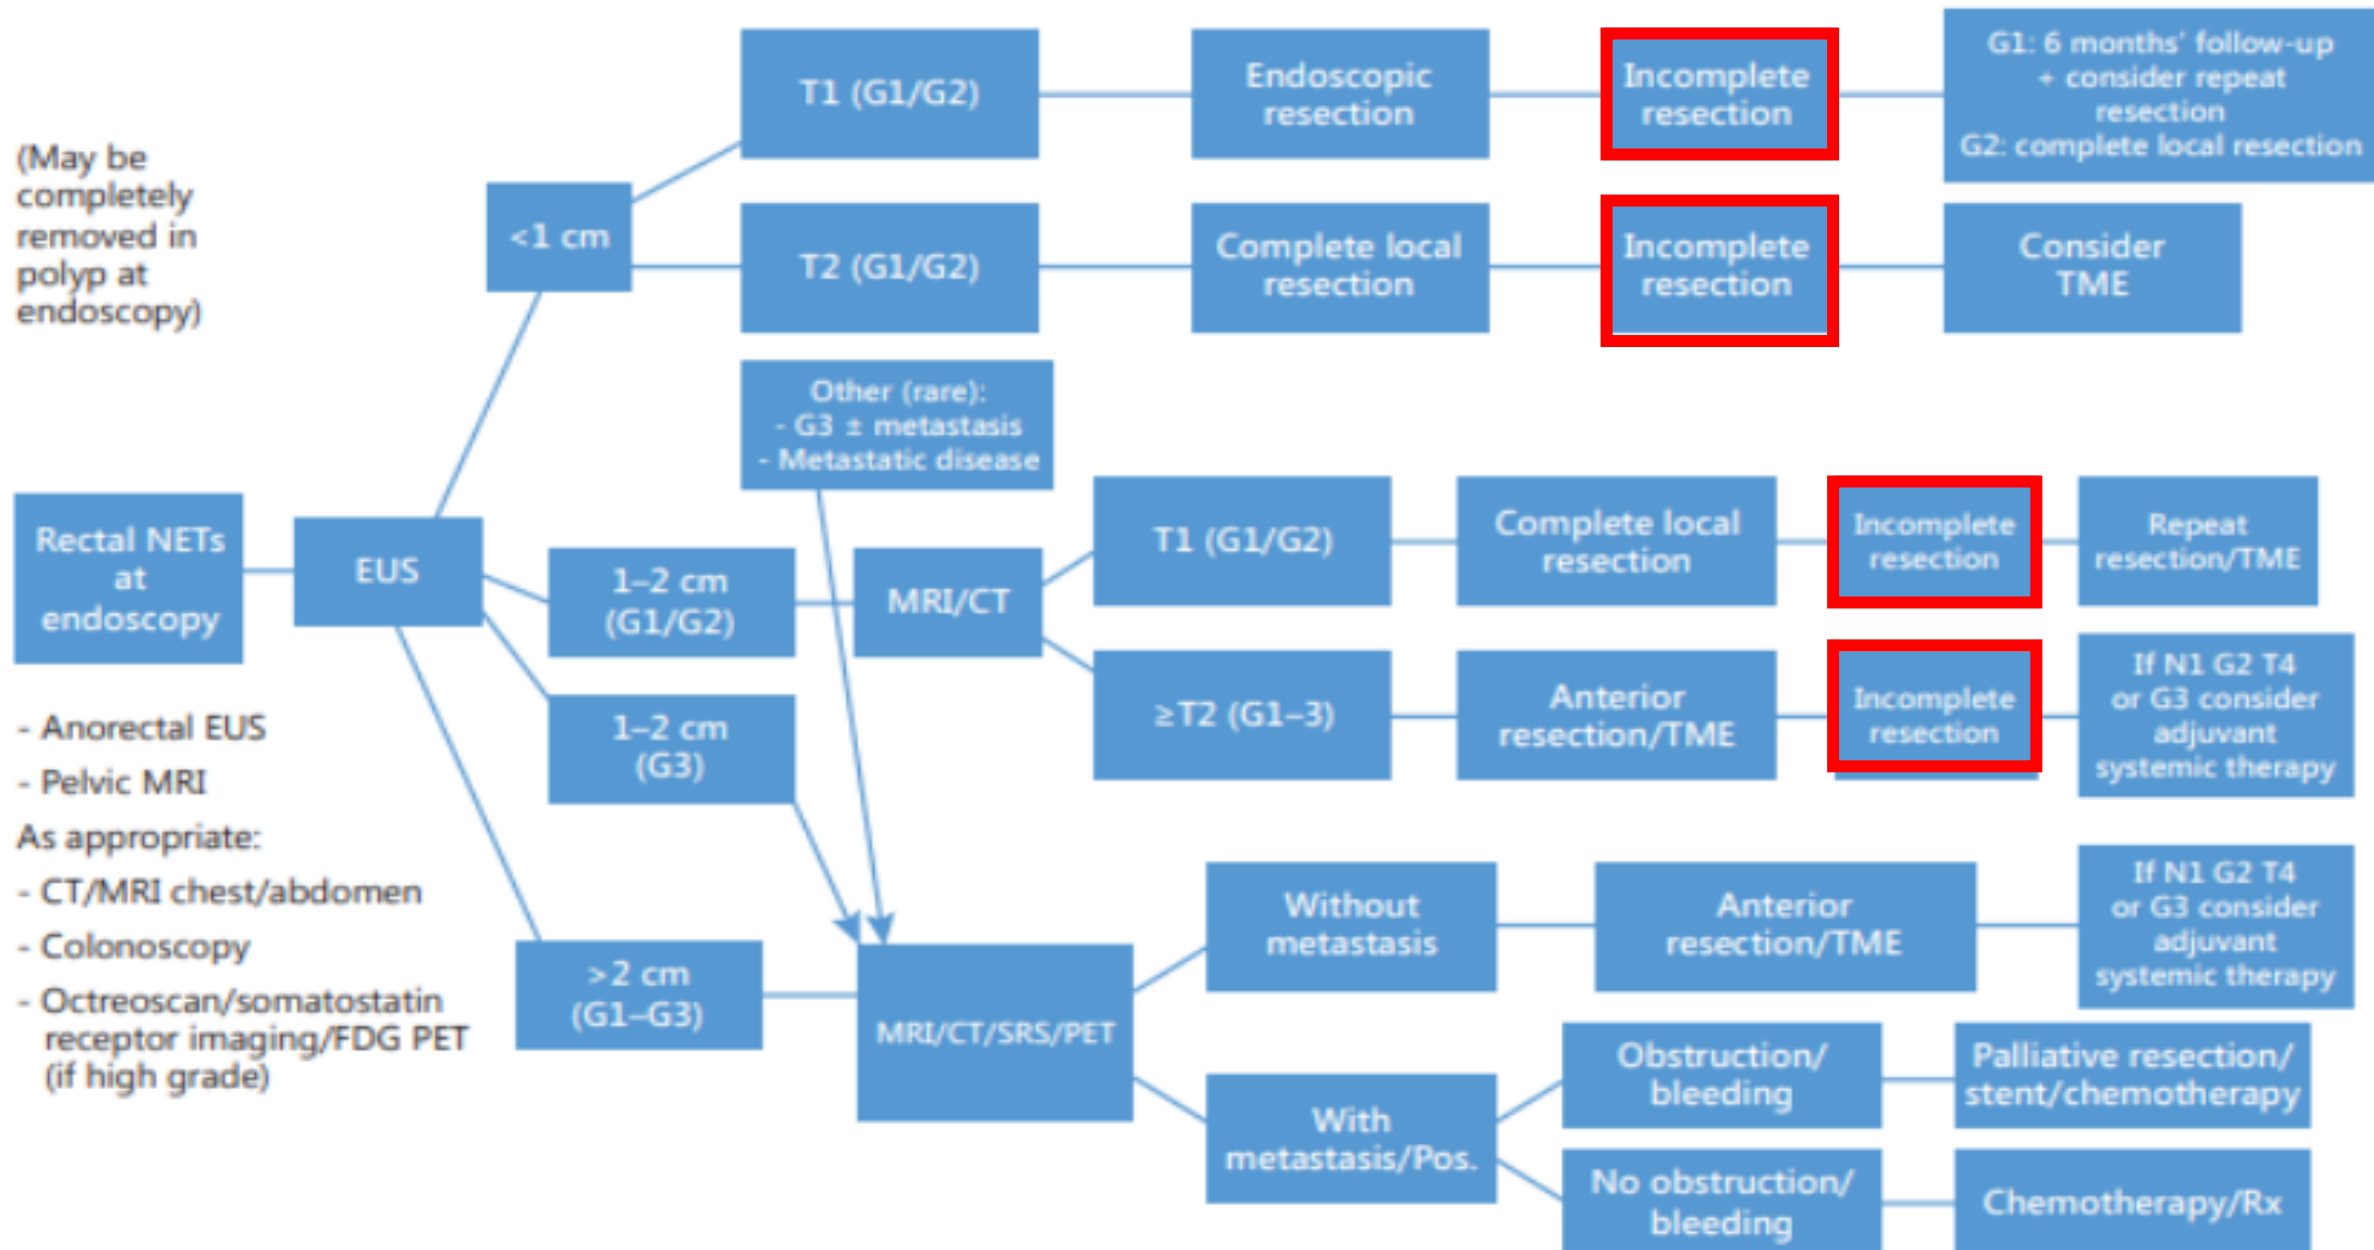 (May be
completely
removed in
polyp at
endoscopy)
Rectal NETs
at
endoscopy
- Anorectal EUS
- Pelvic MRI
As appropriate:
- CT/MRI chest/abdomen
- Colonoscopy
- Octreoscan/somatostatin
receptor imaging/FDG PET
(if high grade)
EUS
<1 cm
T1 (G1/G2)
Endoscopic
resection
Incomplete
resection
G1: 6 months' follow-up
+ consider repeat
resection
G2: complete local resection
T2 (G1/G2)
Complete local
resection
Incomplete
resection
Consider
TME
Other (rare):
- G3 ± metastasis
- Metastatic disease
1–2 cm
(G1/G2)
MRI/CT
T1 (G1/G2)
Complete local
resection
Incomplete
resection
Repeat
resection/TME
≥T2 (G1–3)
Anterior
resection/TME
Incomplete
resection
If N1 G2 T4
or G3 consider
adjuvant
systemic therapy
1–2 cm
(G3)
>2 cm
(G1–G3)
MRI/CT/SRS/PET
Without
metastasis
Anterior
resection/TME
If N1 G2 T4
or G3 consider
adjuvant
systemic therapy
With
metastasis/Pos.
Obstruction/
bleeding
Palliative resection/
stent/chemotherapy
No obstruction/
bleeding
Chemotherapy/Rx